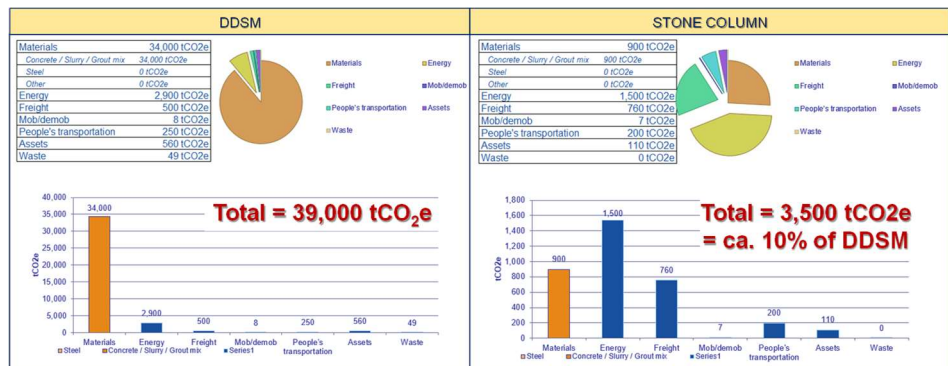 DDSM
Materials 34,000 tCO2e
Concrete / Slurry / Grout mix 34,000 tCO2e
Steel 0 tCO2e
Other 0 tCO2e
Energy 2,900 tCO2e
Freight 500 tCO2e
Mob/demob 8 tCO2e
People's transportation 250 tCO2e
Assets 560 tCO2e
Waste 49 tCO2e
Materials
Energy
Freight
Mob/demob
People's transportation
Assets
Waste
Total = 39,000 tCO2e
tCO2e
40,000
35,000
30,000
25,000
20,000
15,000
10,000
5,000
0
34,000
2,900
500
8
250
560
49
Materials
Energy
Freight
Mob/demob
People's
transportation
Assets
Waste
Steel
Concrete / Slurry / Grout mix
Series1
STONE COLUMN
Materials 900 tCO2e
Concrete / Slurry / Grout mix 900 tCO2e
Steel 0 tCO2e
Other 0 tCO2e
Energy 1,500 tCO2e
Freight 760 tCO2e
Mob/demob 7 tCO2e
People's transportation 200 tCO2e
Assets 110 tCO2e
Waste 0 tCO2e
Materials
Energy
Freight
Mob/demob
People's transportation
Assets
Waste
Total = 3,500 tCO2e
= ca. 10% of DDSM
tCO2e
1,800
1,600
1,400
1,200
1,000
800
600
400
200
0
900
1,500
760
7
200
110
0
Materials
Energy
Freight
Mob/demob
People's
transportation
Assets
Waste
Steel
Concrete / Slurry / Grout mix
Series1